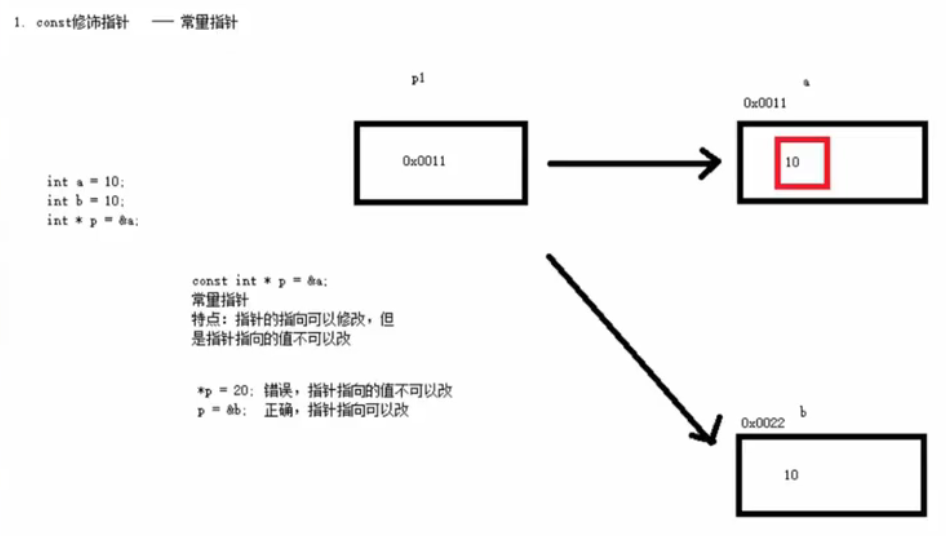 1. const修饰指针 —— 常量指针
p1
a
0x0011
0x0011
10
int a = 10;
int b = 10;
int * p = &a;
const int * p = &a;
常量指针
特点：指针的指向可以修改，但
是指针指向的值不可以改
*p = 20; 错误，指针指向的值不可以改
p = &b; 正确，指针指向可以改
b
0x0022
10